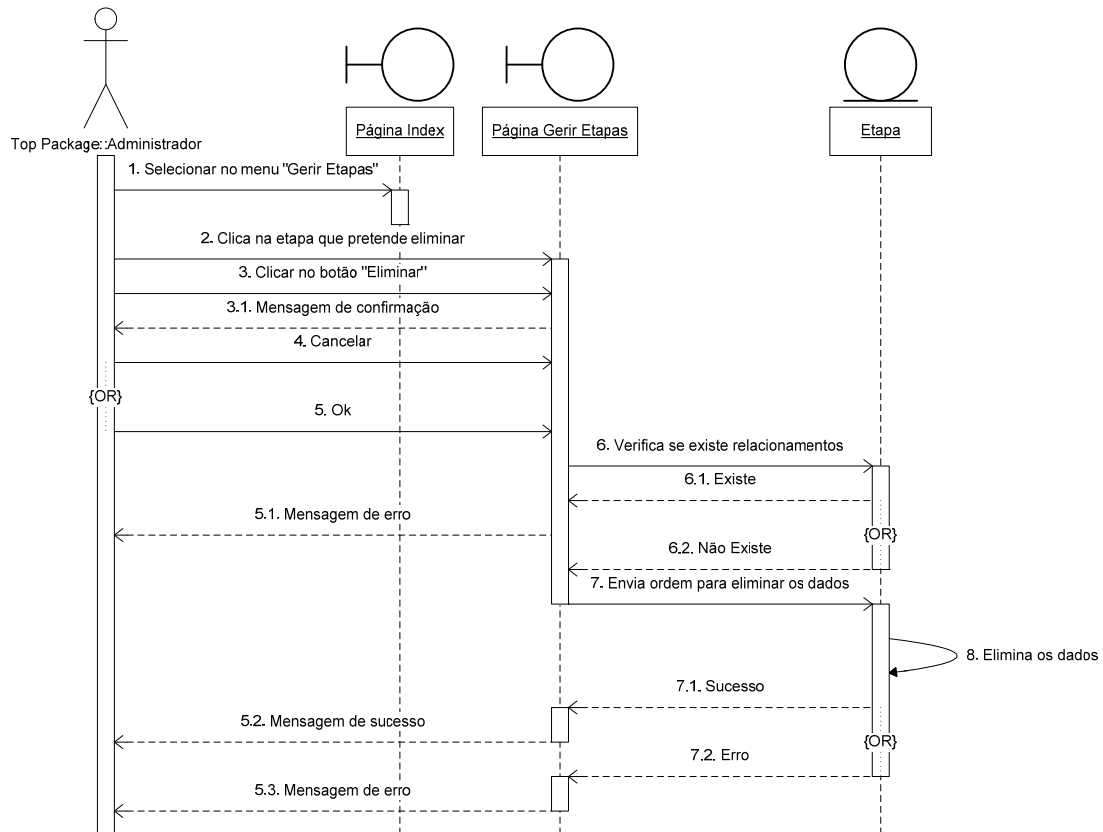 Top Package::Administrador
Página Index
Página Gerir Etapas
Etapa
1. Selecionar no menu "Gerir Etapas"
2. Clica na etapa que pretende eliminar
3. Clicar no botão "Eliminar"
3.1. Mensagem de confirmação
4. Cancelar
{OR}
5. Ok
6. Verifica se existe relacionamentos
6.1. Existe
5.1. Mensagem de erro
{OR}
6.2. Não Existe
7. Envia ordem para eliminar os dados
8. Elimina os dados
7.1. Sucesso
5.2. Mensagem de sucesso
{OR}
7.2. Erro
5.3. Mensagem de erro